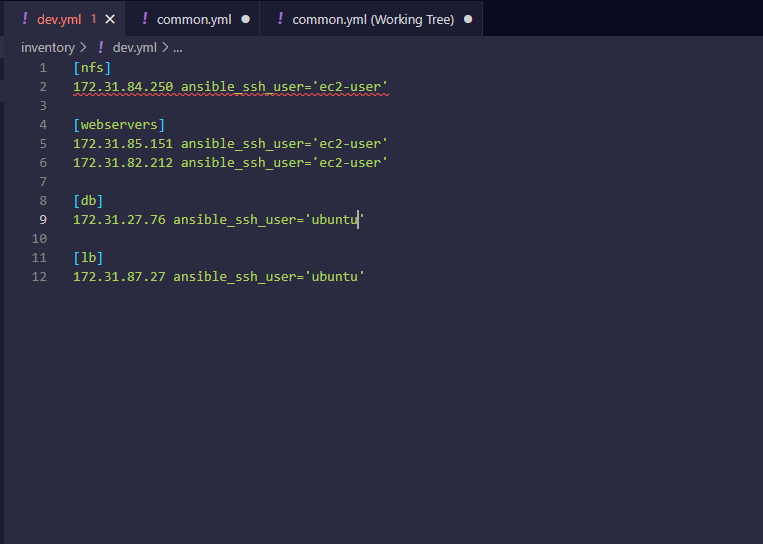 ! dev.yml 1 ×
! common.yml ●
! common.yml (Working Tree) ●
inventory > ! dev.yml > ...
1 [nfs]
2 172.31.84.250 ansible_ssh_user='ec2-user'
3
4 [webservers]
5 172.31.85.151 ansible_ssh_user='ec2-user'
6 172.31.82.212 ansible_ssh_user='ec2-user'
7
8 [db]
9 172.31.27.76 ansible_ssh_user='ubuntu'
10
11 [lb]
12 172.31.87.27 ansible_ssh_user='ubuntu'